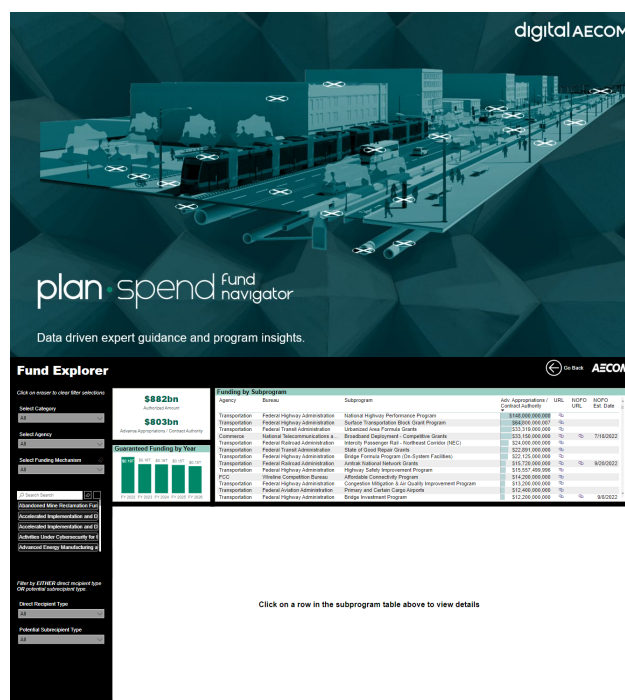 digital AECOM
plan·spend fund navigator
Data driven expert guidance and program insights.
Fund Explorer
Go Back AECOM
Click on eraser to clear filter selections
Select Category
All
Select Agency
All
Select Funding Mechanism
All
Search Search
Abandoned Mine Reclamation Fun
Accelerated Implementation and D
Accelerated Implementation and D
Activities Under Cybersecurity for
Advanced Energy Manufacturing a
Filter by EITHER direct recipient type
OR potential subrecipient type.
Direct Recipient Type
All
Potential Subrecipient Type
All
$882bn
Authorized Amount
$803bn
Advance Appropriations / Contract Authority
Guaranteed Funding by Year
FY 2022 FY 2023 FY 2024 FY 2025 FY 2026
Funding by Subprogram
Agency Bureau Subprogram Adv. Appropriations / Contract Authority URL NOFO URL NOFO Est. Date
Transportation Federal Highway Administration National Highway Performance Program $148,000,000,000
Transportation Federal Highway Administration Surface Transportation Block Grant Program $64,800,000,007
Transportation Federal Transit Administration Urbanized Area Formula Grants $33,319,000,000
Commerce National Telecommunications a... Broadband Deployment - Competitive Grants $33,150,000,000 7/18/2022
Transportation Federal Railroad Administration Intercity Passenger Rail - Northeast Corridor (NEC) $24,000,000,000
Transportation Federal Transit Administration State of Good Repair Grants $22,891,000,000
Transportation Federal Highway Administration Bridge Formula Program (On-System Facilities) $22,125,000,000
Transportation Federal Railroad Administration Amtrak National Network Grants $15,720,000,000 9/26/2022
Transportation Federal Highway Administration Highway Safety Improvement Program $15,557,499,996
FCC Wireline Competition Bureau Affordable Connectivity Program $14,200,000,000
Transportation Federal Highway Administration Congestion Mitigation & Air Quality Improvement Program $13,200,000,000
Transportation Federal Aviation Administration Primary and Certain Cargo Airports $12,400,000,000
Transportation Federal Highway Administration Bridge Investment Program $12,200,000,000 9/8/2022
Click on a row in the subprogram table above to view details